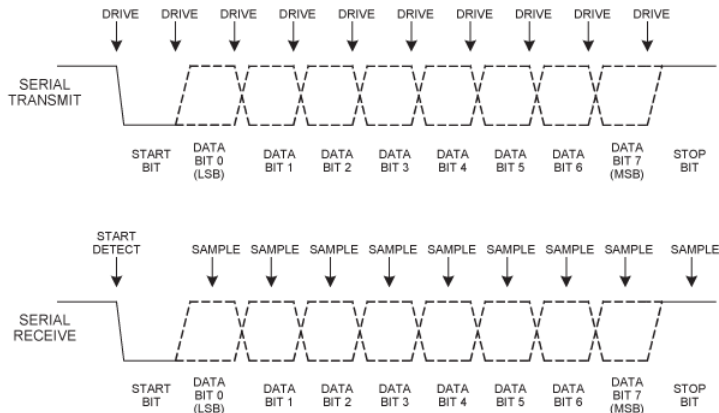 DRIVE DRIVE DRIVE DRIVE DRIVE DRIVE DRIVE DRIVE DRIVE DRIVE
SERIAL
TRANSMIT
START
BIT
DATA
BIT 0
(LSB)
DATA
BIT 1
DATA
BIT 2
DATA
BIT 3
DATA
BIT 4
DATA
BIT 5
DATA
BIT 6
DATA
BIT 7
(MSB)
STOP
BIT
START
DETECT
SAMPLE SAMPLE SAMPLE SAMPLE SAMPLE SAMPLE SAMPLE SAMPLE SAMPLE
SERIAL
RECEIVE
START
BIT
DATA
BIT 0
(LSB)
DATA
BIT 1
DATA
BIT 2
DATA
BIT 3
DATA
BIT 4
DATA
BIT 5
DATA
BIT 6
DATA
BIT 7
(MSB)
STOP
BIT